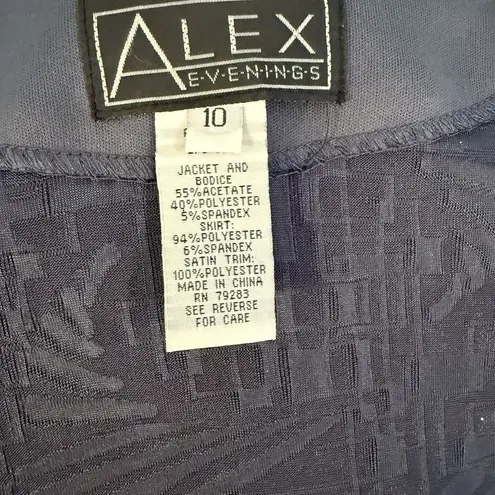 ALEX
E•V•E•N•I•N•G•S
10
JACKET AND
BODICE
55%ACETATE
40%POLYESTER
5%SPANDEX
SKIRT:
94%POLYESTER
6%SPANDEX
SATIN TRIM:
100%POLYESTER
MADE IN CHINA
RN 79283
SEE REVERSE
FOR CARE